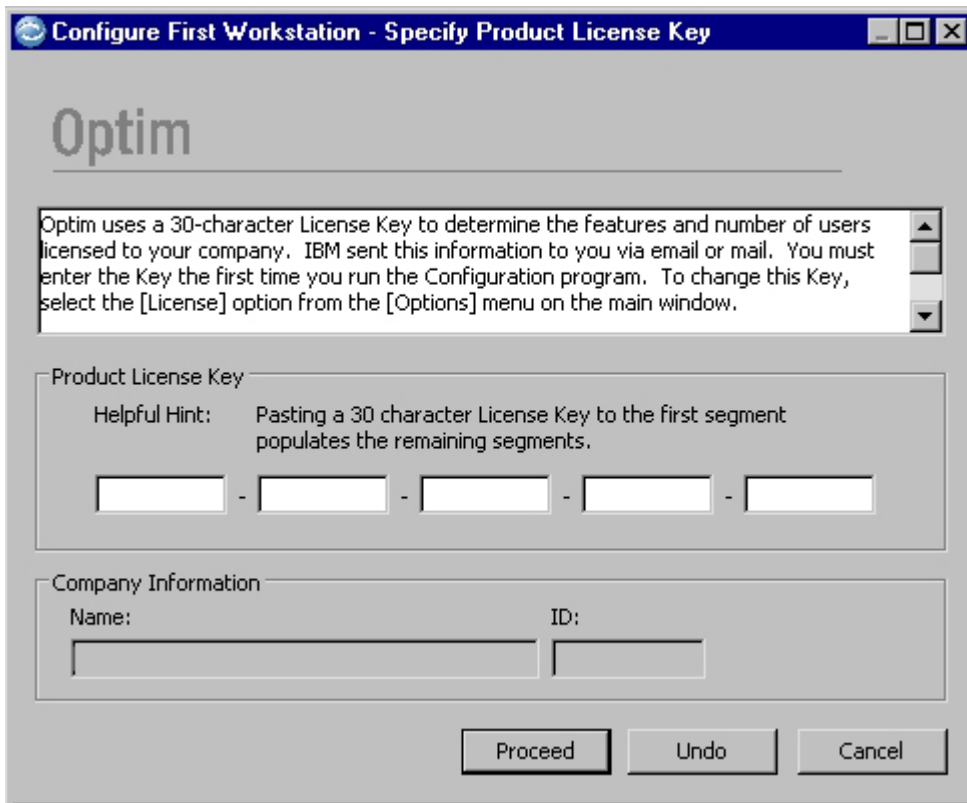 Configure First Workstation - Specify Product License Key
Optim
Optim uses a 30-character License Key to determine the features and number of users
licensed to your company.  IBM sent this information to you via email or mail.  You must
enter the Key the first time you run the Configuration program.  To change this Key,
select the [License] option from the [Options] menu on the main window.
Product License Key
Helpful Hint: Pasting a 30 character License Key to the first segment
populates the remaining segments.
- - - -
Company Information
Name: ID:
Proceed Undo Cancel